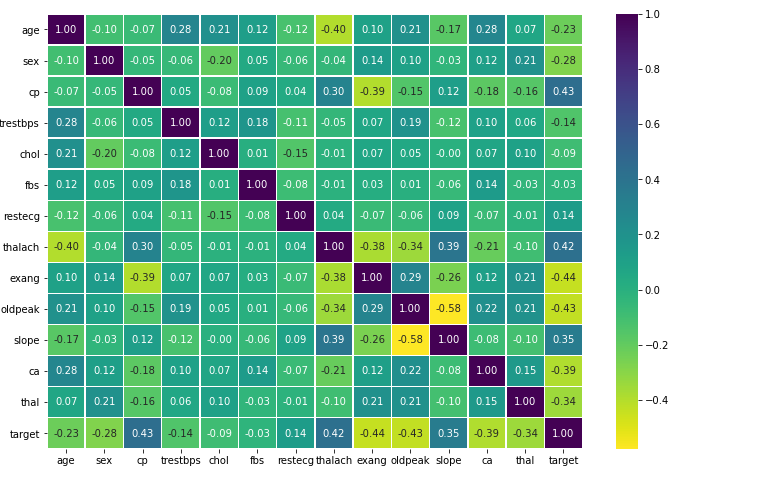 age 1.00 -0.10 -0.07 0.28 0.21 0.12 -0.12 -0.40 0.10 0.21 -0.17 0.28 0.07 -0.23
sex -0.10 1.00 -0.05 -0.06 -0.20 0.05 -0.06 -0.04 0.14 0.10 -0.03 0.12 0.21 -0.28
cp -0.07 -0.05 1.00 0.05 -0.08 0.09 0.04 0.30 -0.39 -0.15 0.12 -0.18 -0.16 0.43
trestbps 0.28 -0.06 0.05 1.00 0.12 0.18 -0.11 -0.05 0.07 0.19 -0.12 0.10 0.06 -0.14
chol 0.21 -0.20 -0.08 0.12 1.00 0.01 -0.15 -0.01 0.07 0.05 -0.00 0.07 0.10 -0.09
fbs 0.12 0.05 0.09 0.18 0.01 1.00 -0.08 -0.01 0.03 0.01 -0.06 0.14 -0.03 -0.03
restecg -0.12 -0.06 0.04 -0.11 -0.15 -0.08 1.00 0.04 -0.07 -0.06 0.09 -0.07 -0.01 0.14
thalach -0.40 -0.04 0.30 -0.05 -0.01 -0.01 0.04 1.00 -0.38 -0.34 0.39 -0.21 -0.10 0.42
exang 0.10 0.14 -0.39 0.07 0.07 0.03 -0.07 -0.38 1.00 0.29 -0.26 0.12 0.21 -0.44
oldpeak 0.21 0.10 -0.15 0.19 0.05 0.01 -0.06 -0.34 0.29 1.00 -0.58 0.22 0.21 -0.43
slope -0.17 -0.03 0.12 -0.12 -0.00 -0.06 0.09 0.39 -0.26 -0.58 1.00 -0.08 -0.10 0.35
ca 0.28 0.12 -0.18 0.10 0.07 0.14 -0.07 -0.21 0.12 0.22 -0.08 1.00 0.15 -0.39
thal 0.07 0.21 -0.16 0.06 0.10 -0.03 -0.01 -0.10 0.21 0.21 -0.10 0.15 1.00 -0.34
target -0.23 -0.28 0.43 -0.14 -0.09 -0.03 0.14 0.42 -0.44 -0.43 0.35 -0.39 -0.34 1.00
age sex cp trestbps chol fbs restecg thalach exang oldpeak slope ca thal target
1.0
0.8
0.6
0.4
0.2
0.0
−0.2
−0.4